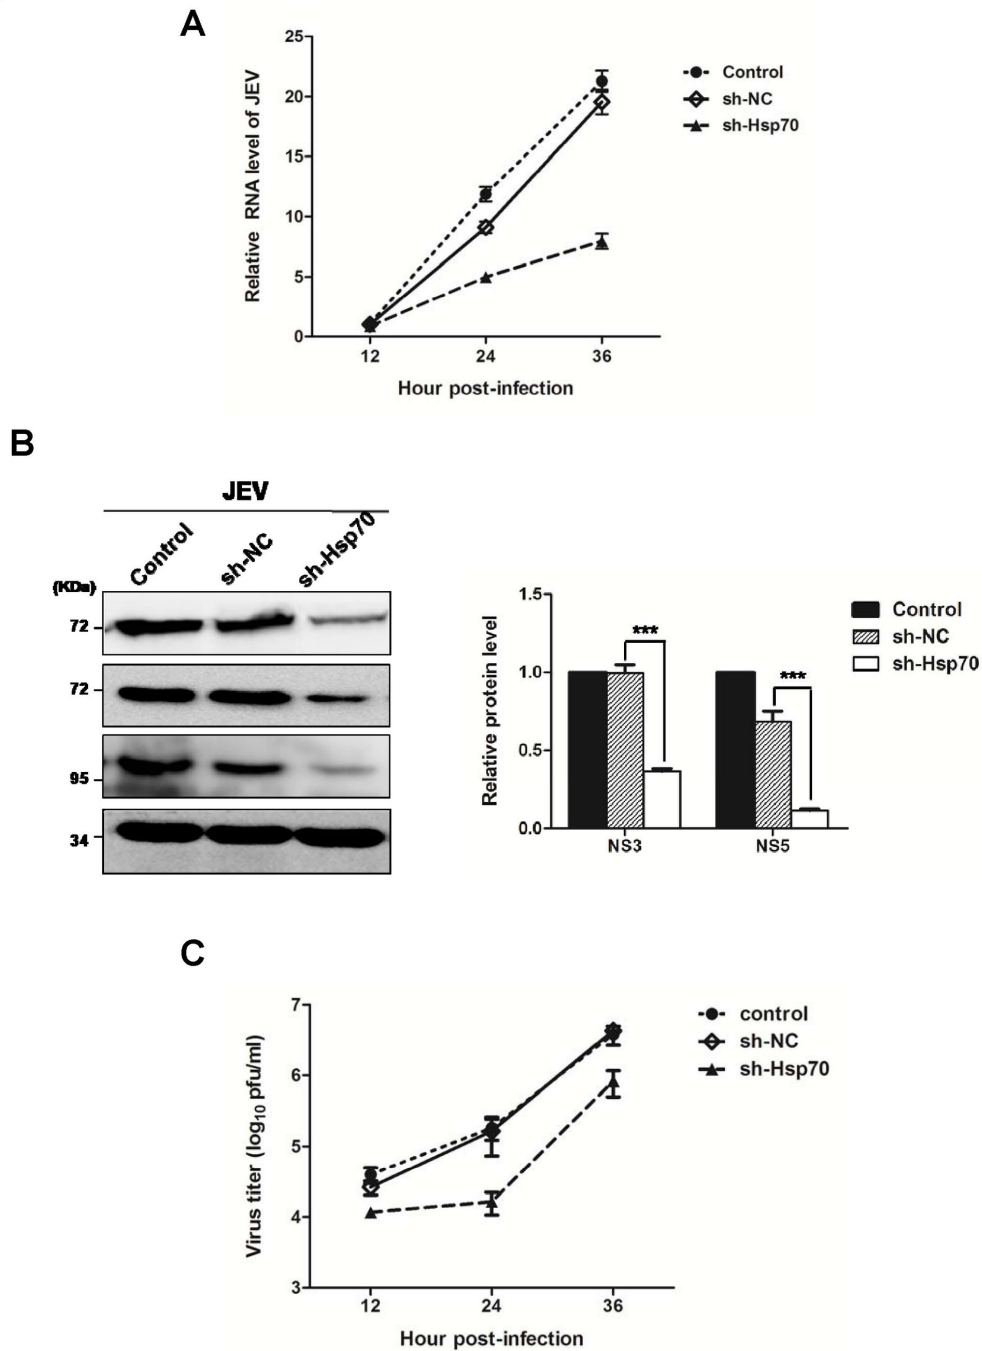 A
25
20
15
10
5
0
Relative RNA level of JEV
12 24 36
Hour post-infection
Control
sh-NC
sh-Hsp70
B
JEV
Control sh-NC sh-Hsp70
(KDa)
72
72
95
34
1.5
1.0
0.5
0.0
Relative protein level
*** ***
NS3 NS5
Control
sh-NC
sh-Hsp70
C
7
6
5
4
3
Virus titer (log10 pfu/ml)
12 24 36
Hour post-infection
control
sh-NC
sh-Hsp70